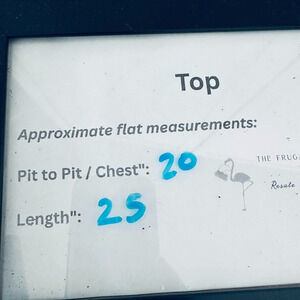 Top
Approximate flat measurements:
Pit to Pit / Chest": 20
THE FRUG
Resale
Length": 25